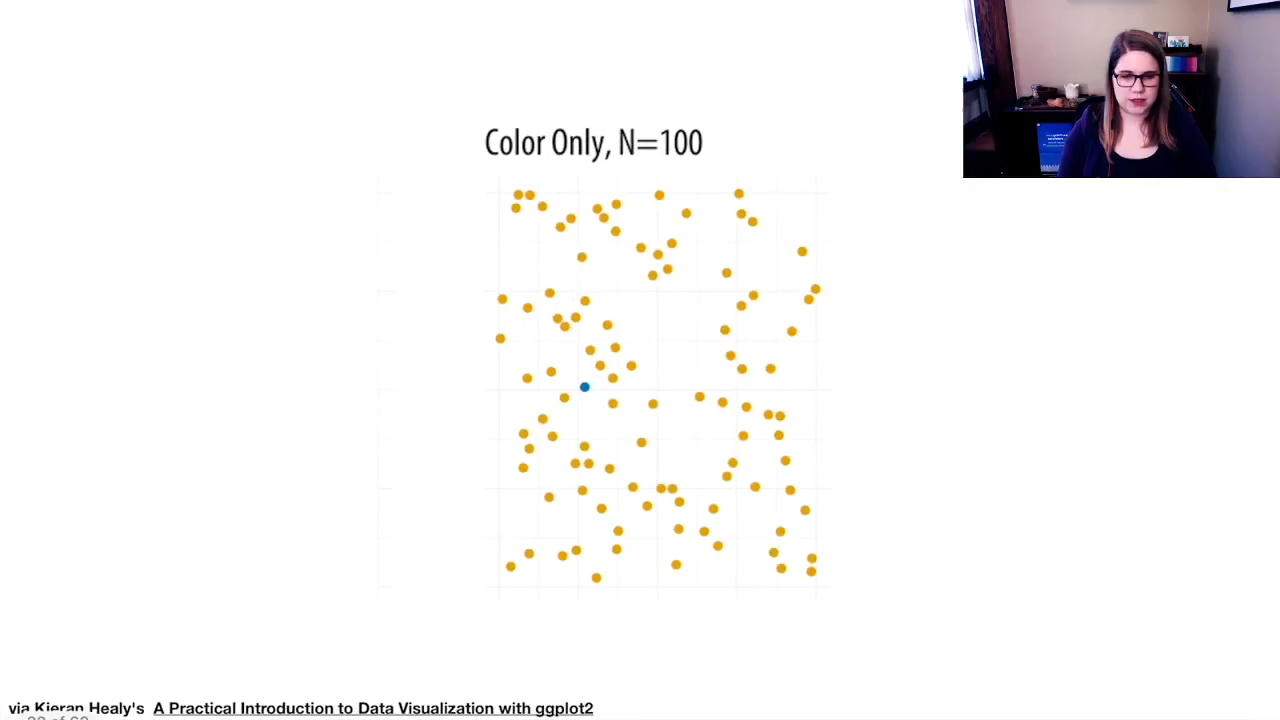 Color Only, N=100
via Kieran Healy's A Practical Introduction to Data Visualization with ggplot2